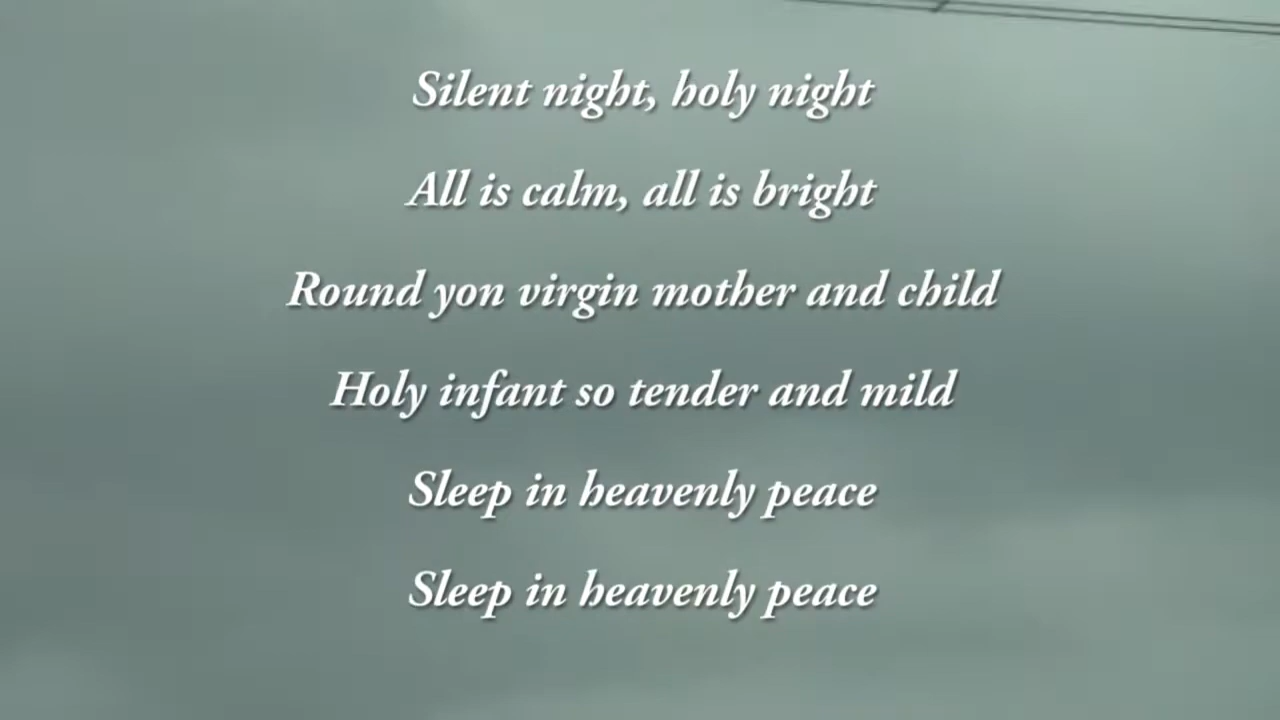 Silent night, holy night
All is calm, all is bright
Round yon virgin mother and child
Holy infant so tender and mild
Sleep in heavenly peace
Sleep in heavenly peace